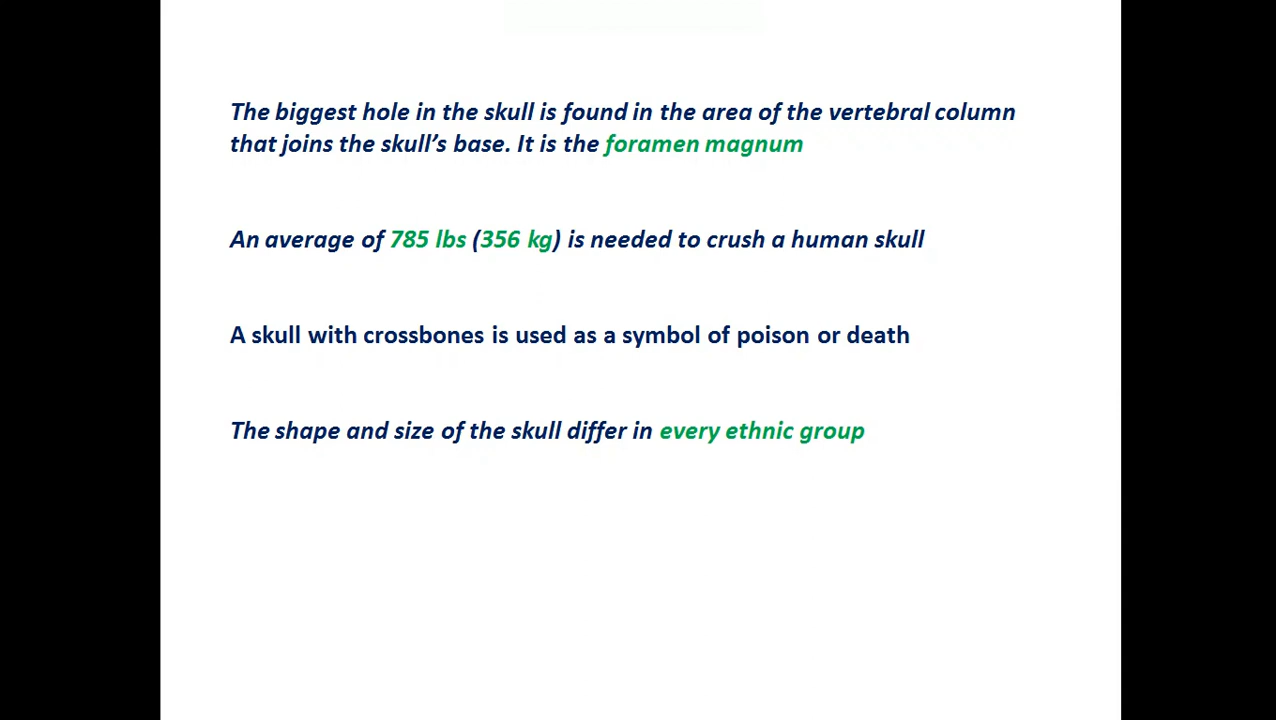 The biggest hole in the skull is found in the area of the vertebral column
that joins the skull’s base. It is the foramen magnum
An average of 785 lbs (356 kg) is needed to crush a human skull
A skull with crossbones is used as a symbol of poison or death
The shape and size of the skull differ in every ethnic group